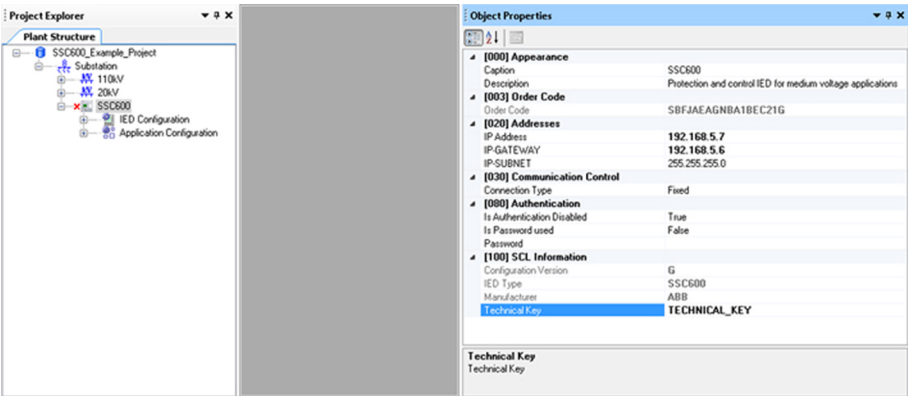 Project Explorer
Plant Structure
SSC600_Example_Project
Substation
110kV
20kV
SSC600
IED Configuration
Application Configuration
Object Properties
[000] Appearance
Caption SSC600
Description Protection and control IED for medium voltage applications
[003] Order Code
Order Code SBFJAEAGNBA1BEC21G
[020] Addresses
IP Address 192.168.5.7
IP-GATEWAY 192.168.5.6
IP-SUBNET 255.255.255.0
[030] Communication Control
Connection Type Fixed
[080] Authentication
Is Authentication Disabled True
Is Password used False
Password
[100] SCL Information
Configuration Version G
IED Type SSC600
Manufacturer ABB
Technical Key TECHNICAL_KEY
Technical Key
Technical Key